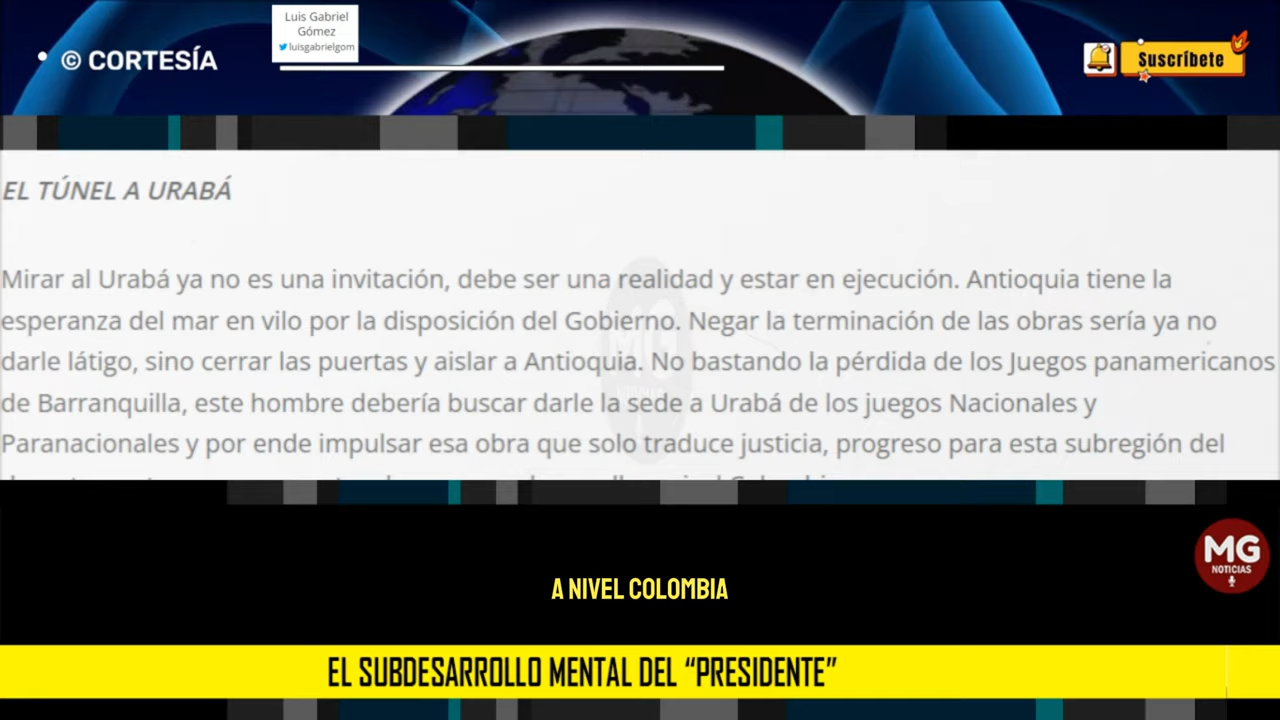 Luis Gabriel
Gómez
luisgabrielgom
© CORTESÍA
Suscríbete
EL TÚNEL A URABÁ
Mirar al Urabá ya no es una invitación, debe ser una realidad y estar en ejecución. Antioquia tiene la
esperanza del mar en vilo por la disposición del Gobierno. Negar la terminación de las obras sería ya no
darle látigo, sino cerrar las puertas y aislar a Antioquia. No bastando la pérdida de los Juegos panamericanos
de Barranquilla, este hombre debería buscar darle la sede a Urabá de los juegos Nacionales y
Paranacionales y por ende impulsar esa obra que solo traduce justicia, progreso para esta subregión del
MG
NOTICIAS
A NIVEL COLOMBIA
EL SUBDESARROLLO MENTAL DEL “PRESIDENTE”